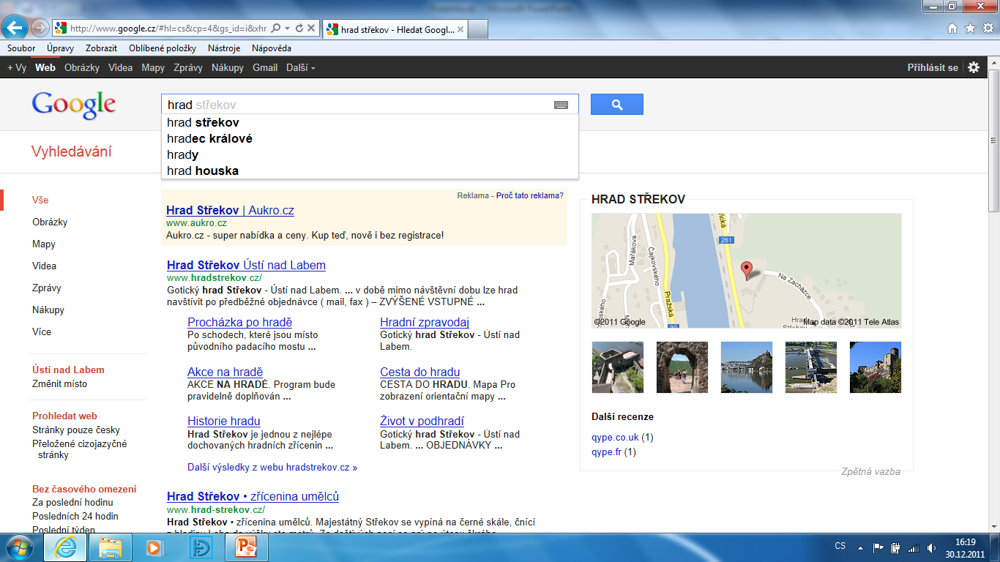 http://www.google.cz/#hl=cs&cp=4&gs_id=i&xhr
hrad střekov - Hledat Googl...
Soubor Úpravy Zobrazit Oblíbené položky Nástroje Nápověda
+ Vy Web Obrázky Videa Mapy Zprávy Nákupy Gmail Další
Přihlásit se
Google
hrad střekov
hrad střekov
hradec králové
hrady
hrad houska
Vyhledávání
Vše
Obrázky
Mapy
Videa
Zprávy
Nákupy
Více
Ústí nad Labem
Změnit místo
Prohledat web
Stránky pouze česky
Přeložené cizojazyčné
stránky
Bez časového omezení
Za poslední hodinu
Posledních 24 hodin
Poslední týden
Reklama - Proč tato reklama?
Hrad Střekov | Aukro.cz
www.aukro.cz
Aukro.cz - super nabídka a ceny. Kup teď, nově i bez registrace!
Hrad Střekov Ústí nad Labem
www.hradstrekov.cz/
Gotický hrad Střekov - Ústí nad Labem. ... v době mimo návštěvní dobu lze hrad
navštívit po předběžné objednávce ( mail, fax ) – ZVÝŠENÉ VSTUPNÉ ...
Procházka po hradě
Po schodech, které jsou místo
původního padacího mostu ...
Hradní zpravodaj
Gotický hrad Střekov - Ústí nad
Labem.
Akce na hradě
AKCE NA HRADĚ. Program bude
pravidelně doplňován ...
Cesta do hradu
CESTA DO HRADU. Mapa Pro
zobrazení orientační mapy ...
Historie hradu
Hrad Střekov je jednou z nejlépe
dochovaných hradních zřícenin ...
Život v podhradí
Gotický hrad Střekov - Ústí nad
Labem. ... OBJEDNÁVKY ...
Další výsledky z webu hradstrekov.cz »
Hrad Střekov • zřícenina umělců
www.hrad-strekov.cz/
Hrad Střekov • zřícenina umělců. Majestátný Střekov se vypíná na černé skále, čnící
HRAD STŘEKOV
Mařákova
Čajkovského
Pražská
261
Na Zacházce
30
©2011 Google
Map data ©2011 Tele Atlas
Další recenze
qype.co.uk (1)
qype.fr (1)
Zpětná vazba
CS
16:19
30.12.2011